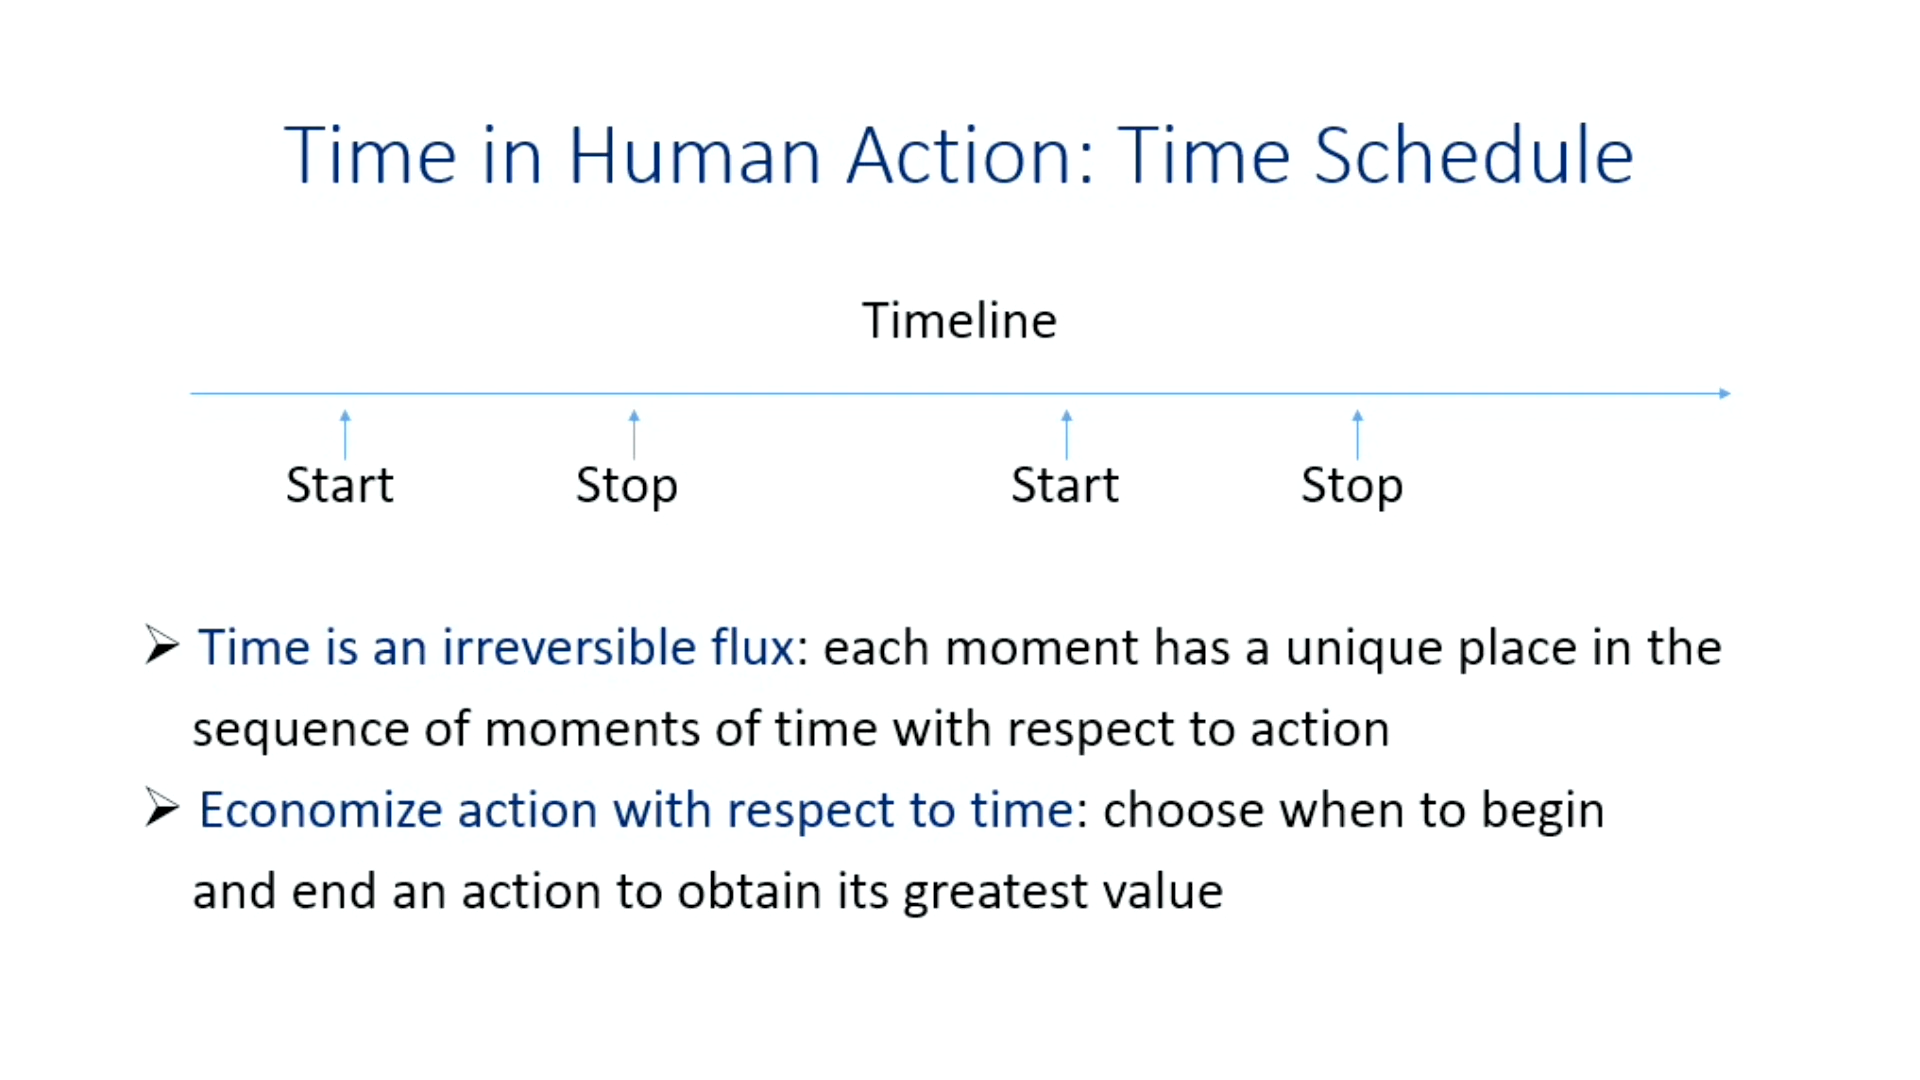 Time in Human Action: Time Schedule
Timeline
Start Stop Start Stop
Time is an irreversible flux: each moment has a unique place in the
sequence of moments of time with respect to action
Economize action with respect to time: choose when to begin
and end an action to obtain its greatest value